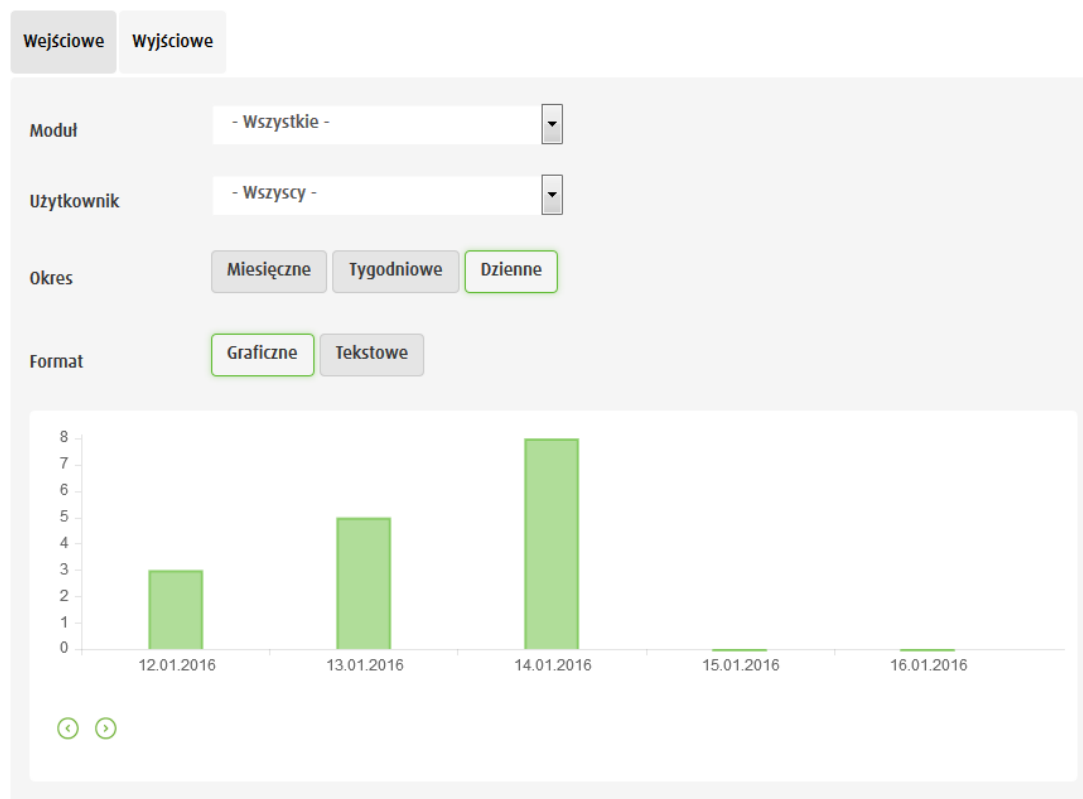 Wejściowe Wyjściowe
Moduł - Wszystkie -
Użytkownik - Wszyscy -
Okres Miesięczne Tygodniowe Dzienne
Format Graficzne Tekstowe
8
7
6
5
4
3
2
1
0
12.01.2016 13.01.2016 14.01.2016 15.01.2016 16.01.2016